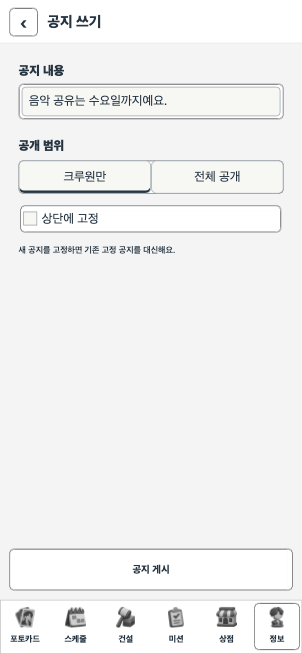 공지 쓰기
공지 내용
음악 공유는 수요일까지예요.
공개 범위
크루원만
전체 공개
상단에 고정
새 공지를 고정하면 기존 고정 공지를 대신해요.
공지 게시
포토카드
스케줄
건설
미션
상점
정보